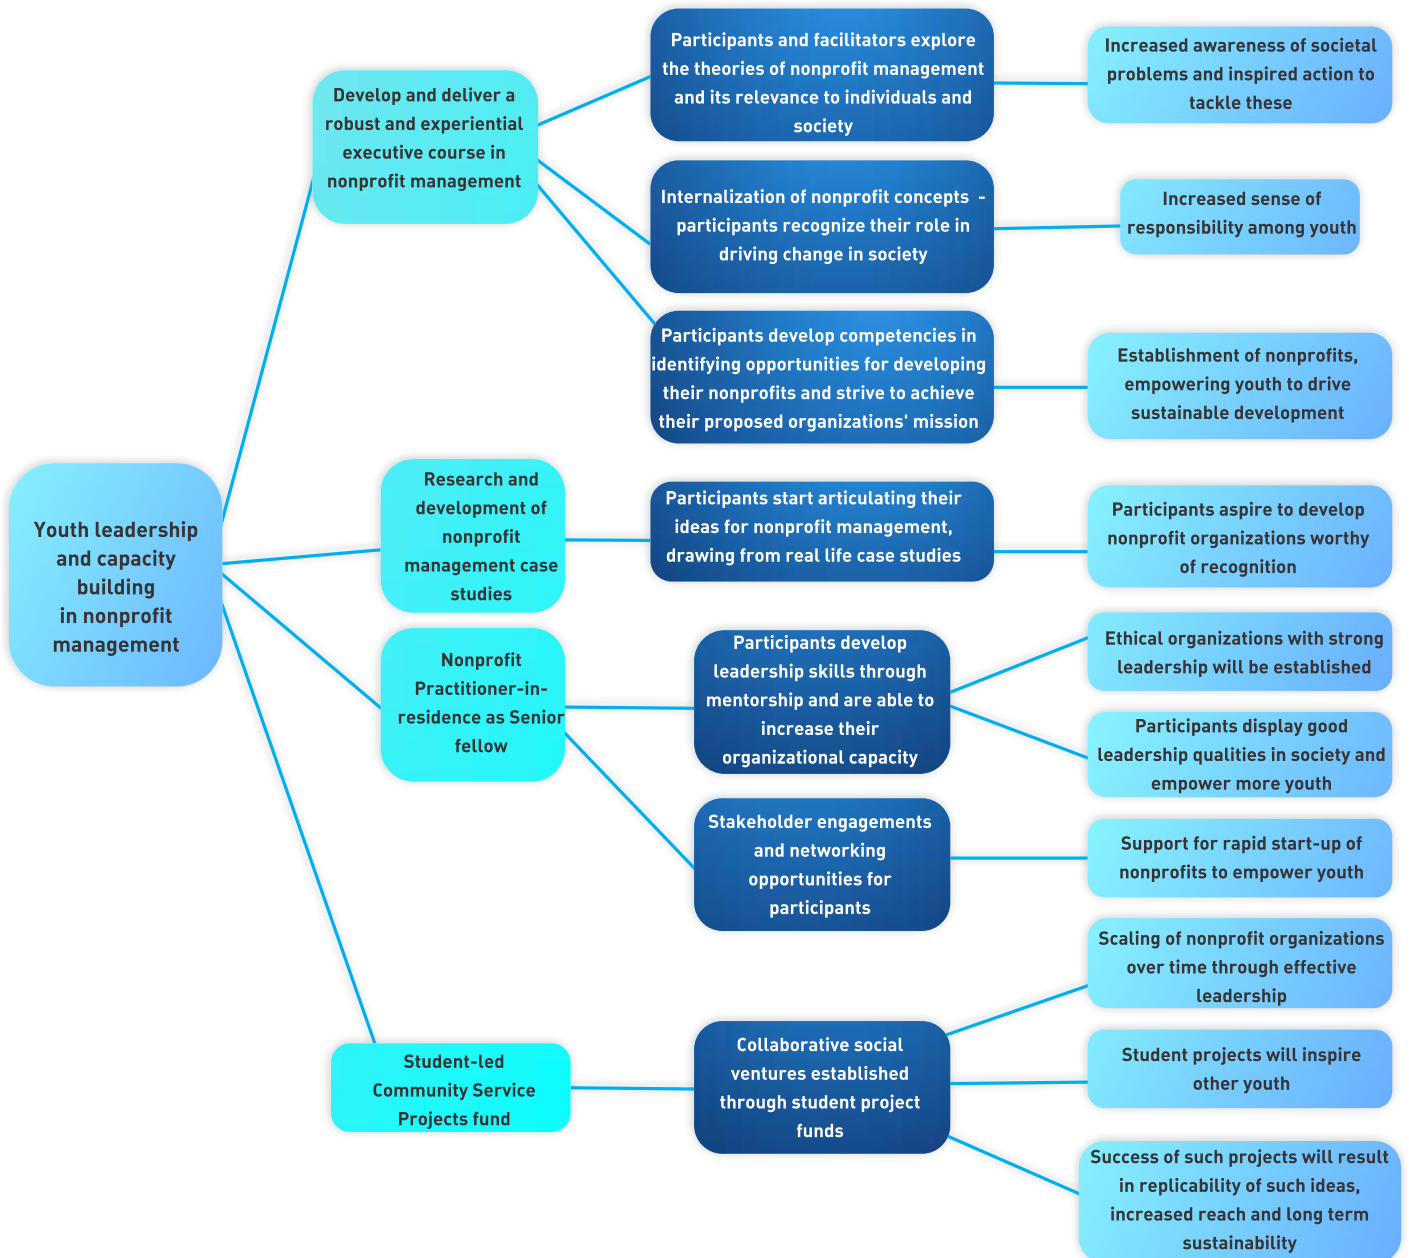 Youth leadership
and capacity
building
in nonprofit
management
Develop and deliver a
robust and experiential
executive course in
nonprofit management
Participants and facilitators explore
the theories of nonprofit management
and its relevance to individuals and
society
Increased awareness of societal
problems and inspired action to
tackle these
Internalization of nonprofit concepts -
participants recognize their role in
driving change in society
Increased sense of
responsibility among youth
Participants develop competencies in
identifying opportunities for developing
their nonprofits and strive to achieve
their proposed organizations' mission
Establishment of nonprofits,
empowering youth to drive
sustainable development
Research and
development of
nonprofit
management case
studies
Participants start articulating their
ideas for nonprofit management,
drawing from real life case studies
Participants aspire to develop
nonprofit organizations worthy
of recognition
Nonprofit
Practitioner-in-
residence as Senior
fellow
Participants develop
leadership skills through
mentorship and are able to
increase their
organizational capacity
Ethical organizations with strong
leadership will be established
Participants display good
leadership qualities in society and
empower more youth
Stakeholder engagements
and networking
opportunities for
participants
Support for rapid start-up of
nonprofits to empower youth
Student-led
Community Service
Projects fund
Collaborative social
ventures established
through student project
funds
Scaling of nonprofit organizations
over time through effective
leadership
Student projects will inspire
other youth
Success of such projects will result
in replicability of such ideas,
increased reach and long term
sustainability